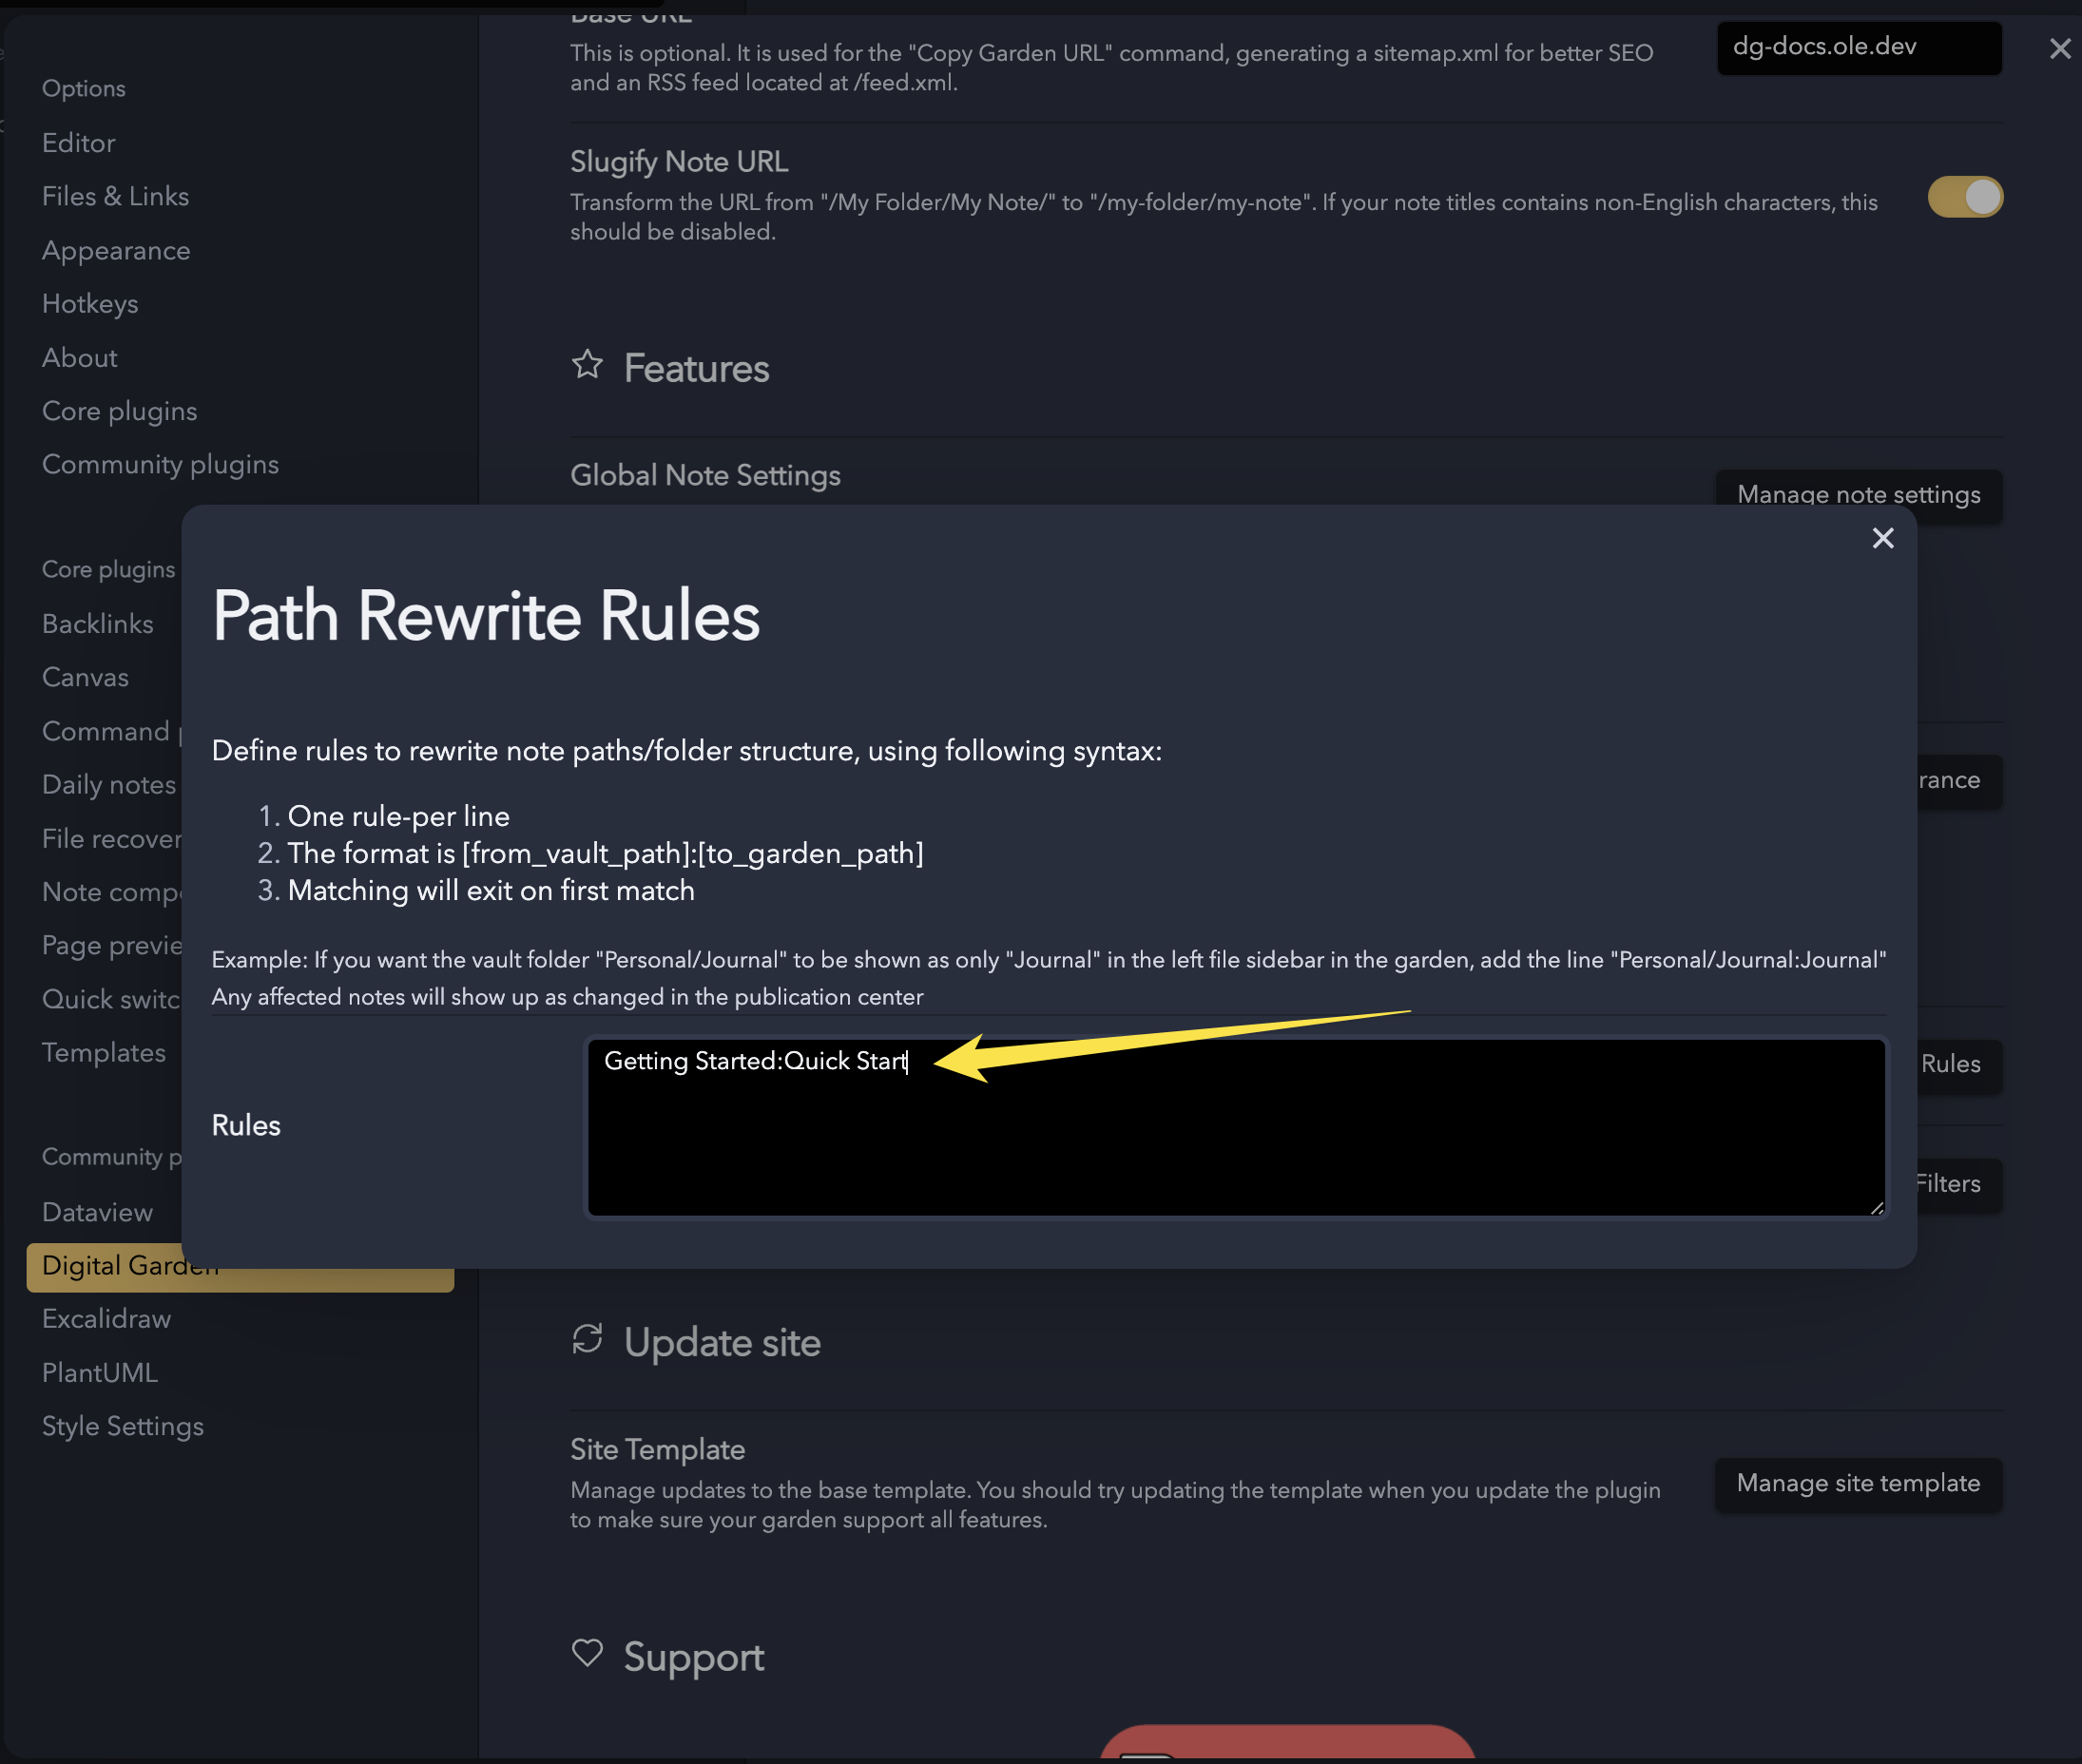 Options
Editor
Files & Links
Appearance
Hotkeys
About
Core plugins
Community plugins
Core plugins
Backlinks
Canvas
Command
Daily notes
File recover
Note comp
Page previe
Quick switc
Templates
Community p
Dataview
Digital Garden
Excalidraw
PlantUML
Style Settings
Base URL
This is optional. It is used for the "Copy Garden URL" command, generating a sitemap.xml for better SEO
and an RSS feed located at /feed.xml.
dg-docs.ole.dev
Slugify Note URL
Transform the URL from "/My Folder/My Note/" to "/my-folder/my-note". If your note titles contains non-English characters, this
should be disabled.
Features
Global Note Settings
Manage note settings
Path Rewrite Rules
Define rules to rewrite note paths/folder structure, using following syntax:
1. One rule-per line
2. The format is [from_vault_path]:[to_garden_path]
3. Matching will exit on first match
Example: If you want the vault folder "Personal/Journal" to be shown as only "Journal" in the left file sidebar in the garden, add the line "Personal/Journal:Journal"
Any affected notes will show up as changed in the publication center
Rules
Getting Started:Quick Start
rance
Rules
Filters
Update site
Site Template
Manage updates to the base template. You should try updating the template when you update the plugin
to make sure your garden support all features.
Manage site template
Support